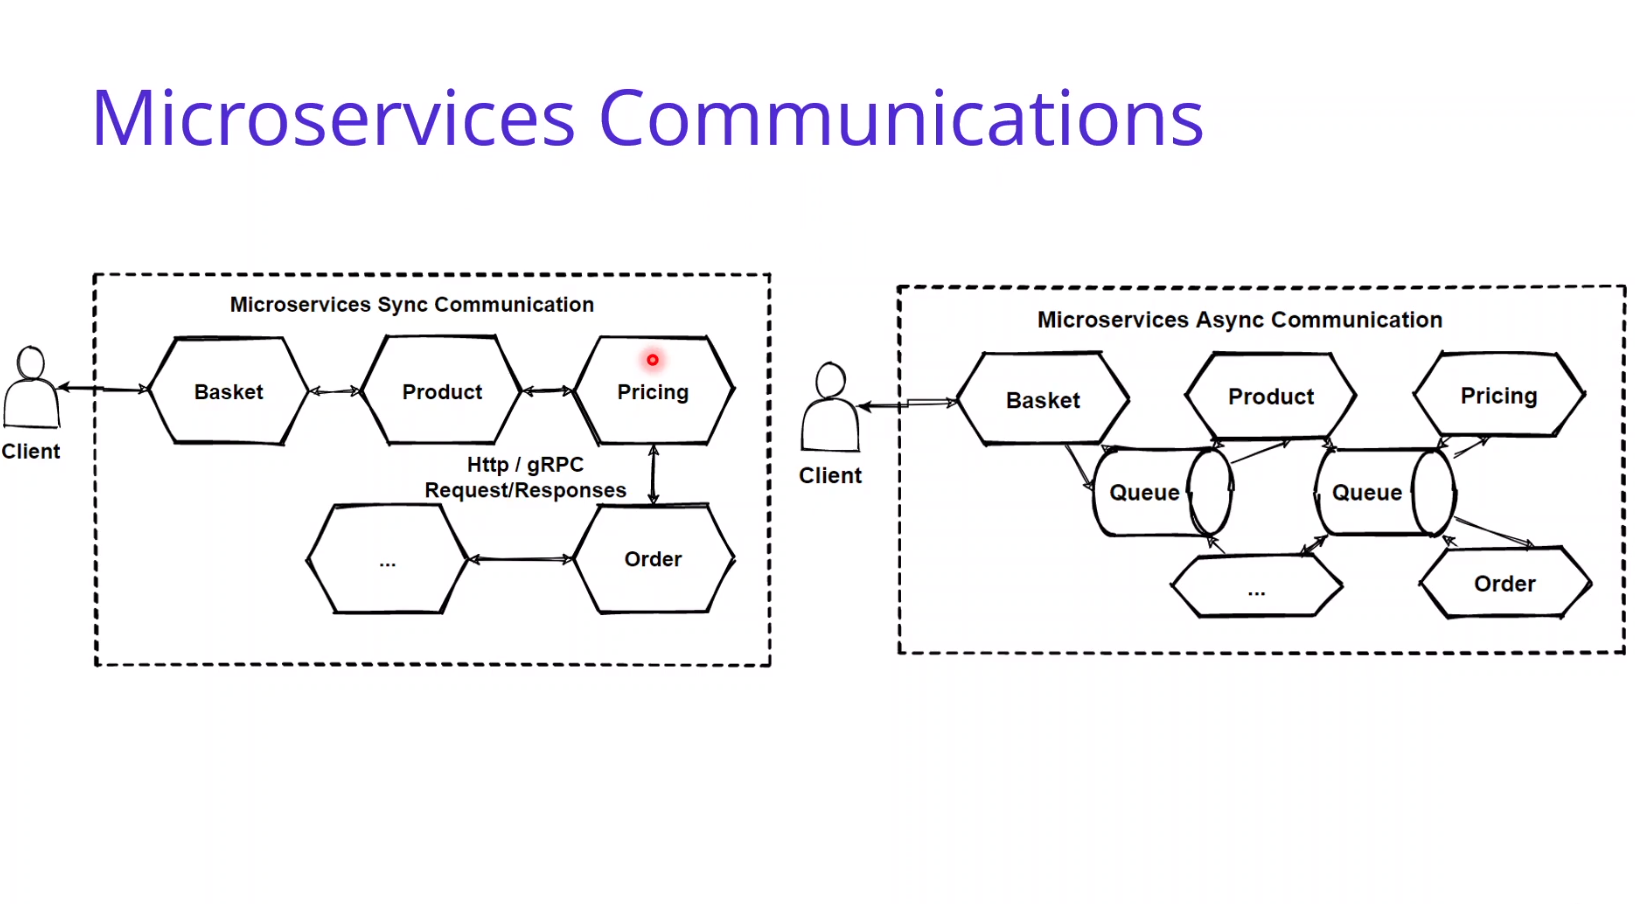 Microservices Communications
Microservices Sync Communication
Client
Basket
Product
Pricing
Http / gRPC
Request/Responses
...
Order
Microservices Async Communication
Client
Basket
Product
Pricing
Queue
Queue
...
Order